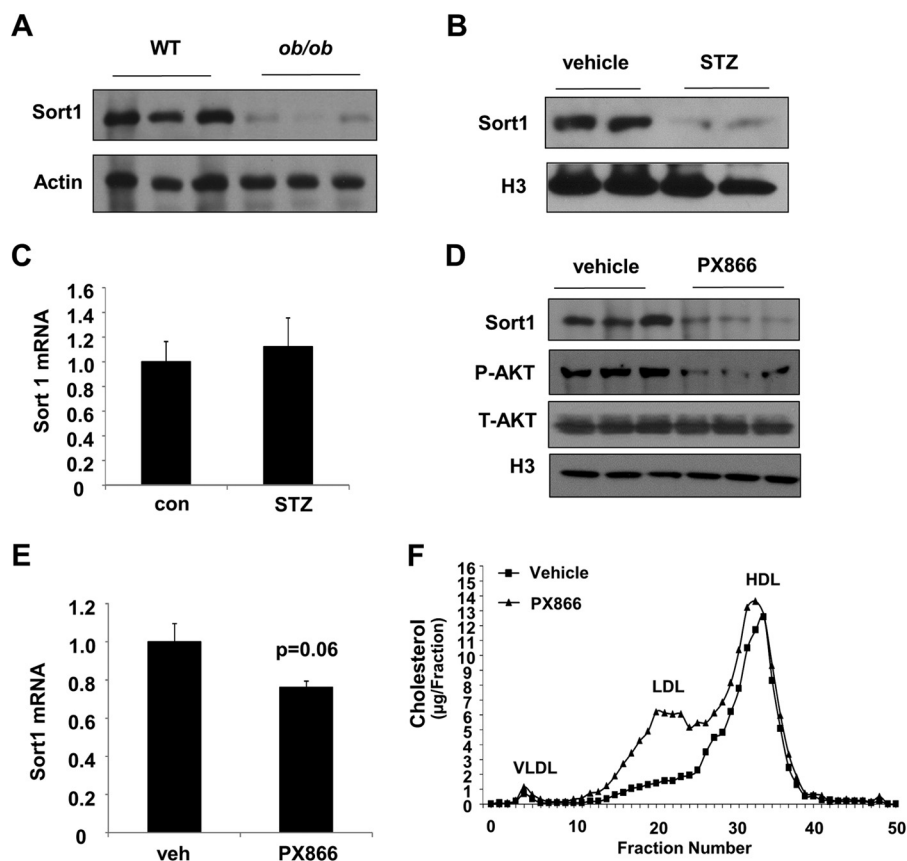 A
WT ob/ob
Sort1
Actin
B
vehicle STZ
Sort1
H3
C
Sort 1 mRNA
1.6
1.4
1.2
1.0
0.8
0.6
0.4
0.2
0
con STZ
D
vehicle PX866
Sort1
P-AKT
T-AKT
H3
E
Sort1 mRNA
1.2
1.0
0.8
0.6
0.4
0.2
0
p=0.06
veh PX866
F
Cholesterol
(µg/Fraction)
16
15
14
13
12
11
10
9
8
7
6
5
4
3
2
1
0
Vehicle
PX866
VLDL
LDL
HDL
0 10 20 30 40 50
Fraction Number